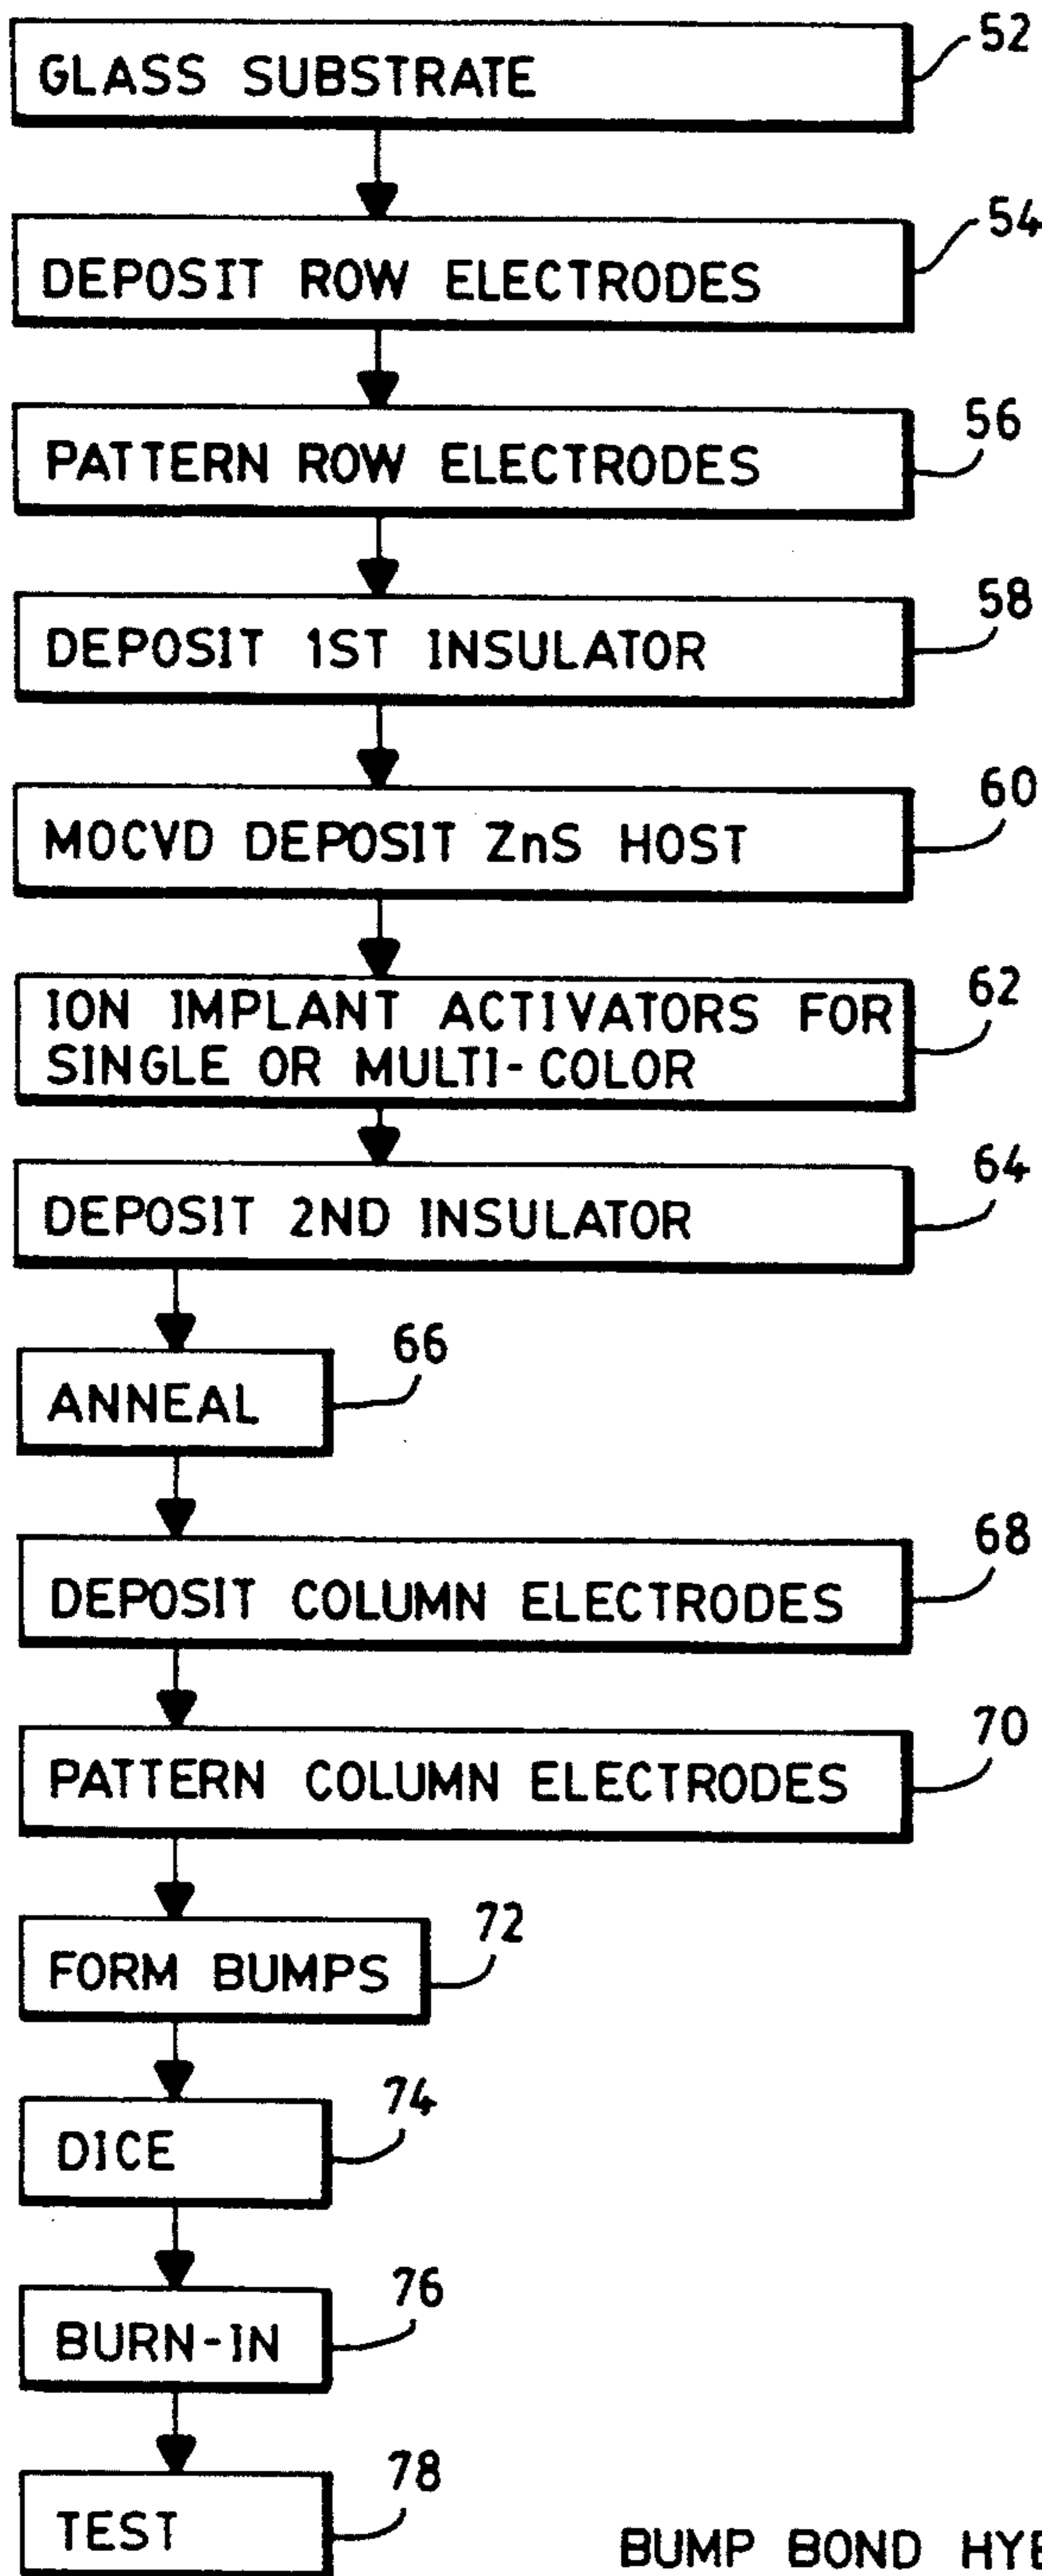 GLASS SUBSTRATE
52
DEPOSIT ROW ELECTRODES
54
PATTERN ROW ELECTRODES
56
DEPOSIT 1ST INSULATOR
58
MOCVD DEPOSIT ZnS HOST
60
ION IMPLANT ACTIVATORS FOR
SINGLE OR MULTI-COLOR
62
DEPOSIT 2ND INSULATOR
64
ANNEAL
66
DEPOSIT COLUMN ELECTRODES
68
PATTERN COLUMN ELECTRODES
70
FORM BUMPS
72
DICE
74
BURN-IN
76
TEST
78
BUMP BOND